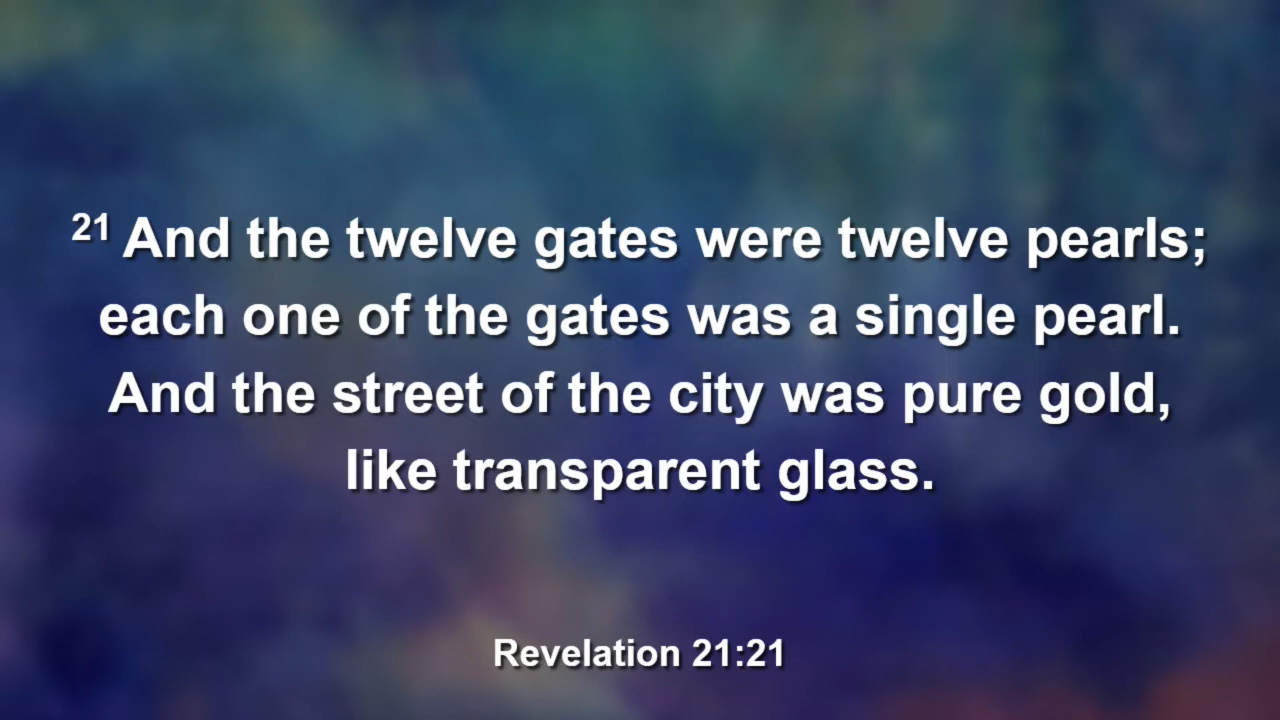 21 And the twelve gates were twelve pearls;
each one of the gates was a single pearl.
And the street of the city was pure gold,
like transparent glass.
Revelation 21:21